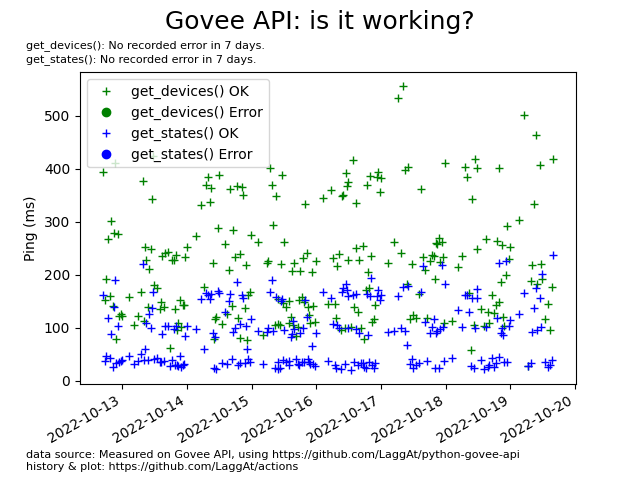 Govee API: is it working?
get_devices(): No recorded error in 7 days.
get_states(): No recorded error in 7 days.
get_devices() OK
get_devices() Error
get_states() OK
get_states() Error
Ping (ms)
500
400
300
200
100
0
2022-10-13
2022-10-14
2022-10-15
2022-10-16
2022-10-17
2022-10-18
2022-10-19
2022-10-20
data source: Measured on Govee API, using https://github.com/LaggAt/python-govee-api
history & plot: https://github.com/LaggAt/actions